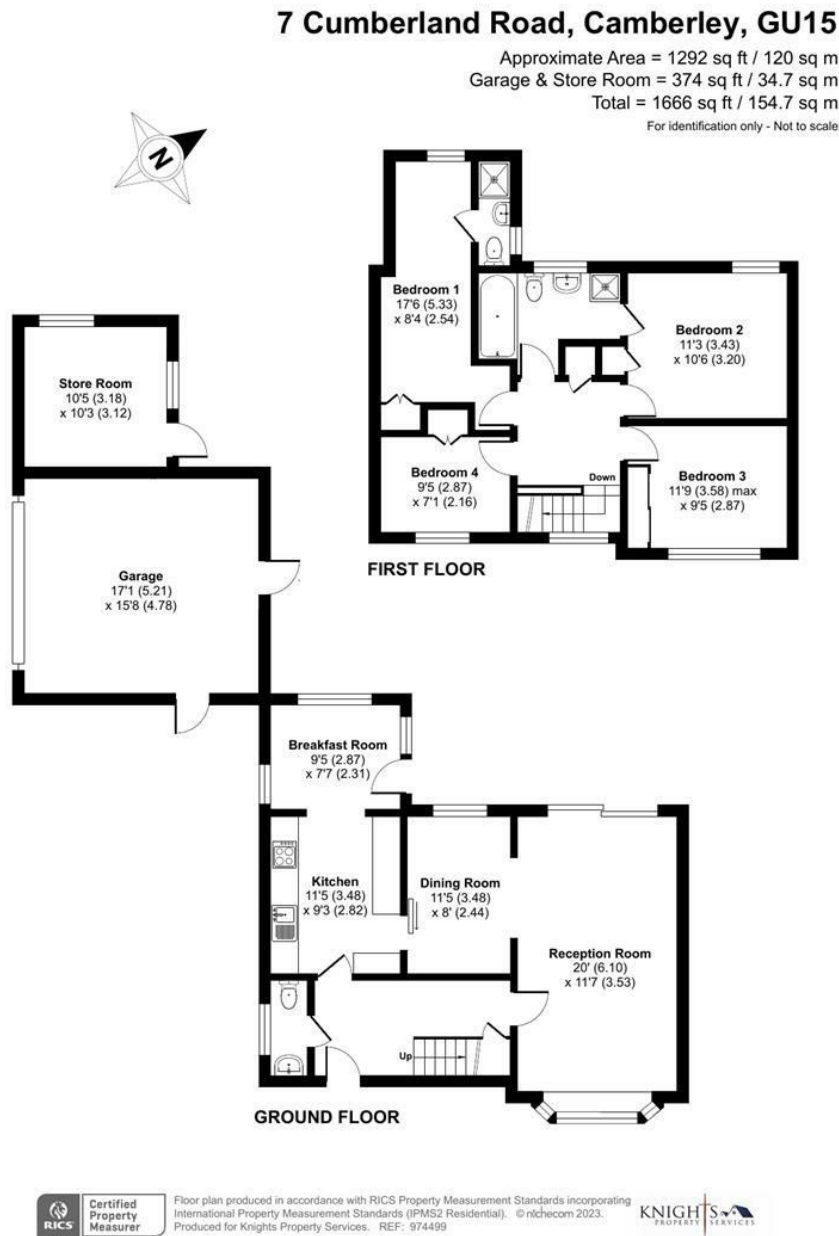 7 Cumberland Road, Camberley, GU15
Approximate Area = 1292 sq ft / 120 sq m
Garage & Store Room = 374 sq ft / 34.7 sq m
Total = 1666 sq ft / 154.7 sq m
For identification only - Not to scale
N
Bedroom 1
17'6 (5.33)
x 8'4 (2.54)
Bedroom 2
11'3 (3.43)
x 10'6 (3.20)
Store Room
10'5 (3.18)
x 10'3 (3.12)
Bedroom 4
9'5 (2.87)
x 7'1 (2.16)
Down
Bedroom 3
11'9 (3.58) max
x 9'5 (2.87)
FIRST FLOOR
Garage
17'1 (5.21)
x 15'8 (4.78)
Breakfast Room
9'5 (2.87)
x 7'7 (2.31)
Kitchen
11'5 (3.48)
x 9'3 (2.82)
Dining Room
11'5 (3.48)
x 8' (2.44)
Reception Room
20' (6.10)
x 11'7 (3.53)
Up
GROUND FLOOR
RICS
Certified
Property
Measurer
Floor plan produced in accordance with RICS Property Measurement Standards incorporating
International Property Measurement Standards (IPMS2 Residential). © nichecom 2023.
Produced for Knights Property Services. REF: 974499
KNIGHTS
PROPERTY SERVICES